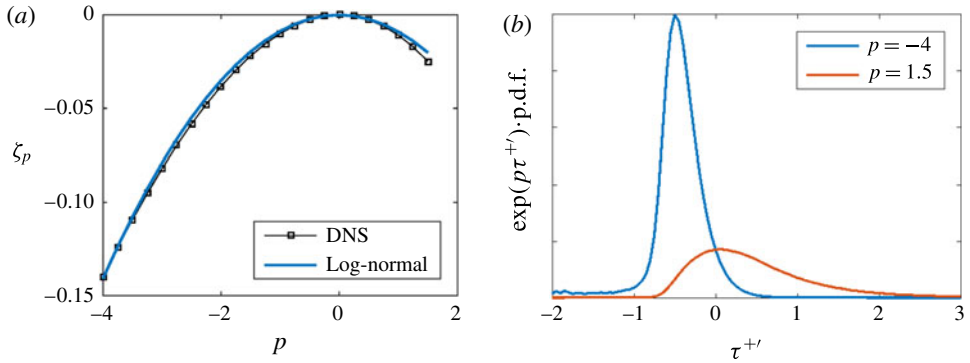 (a)
0
−0.05
−0.10
−0.15
ζp
−4
−2
0
2
p
DNS
Log-normal
(b)
exp(pτ+′)·p.d.f.
p = −4
p = 1.5
−2
−1
0
1
2
3
τ+′